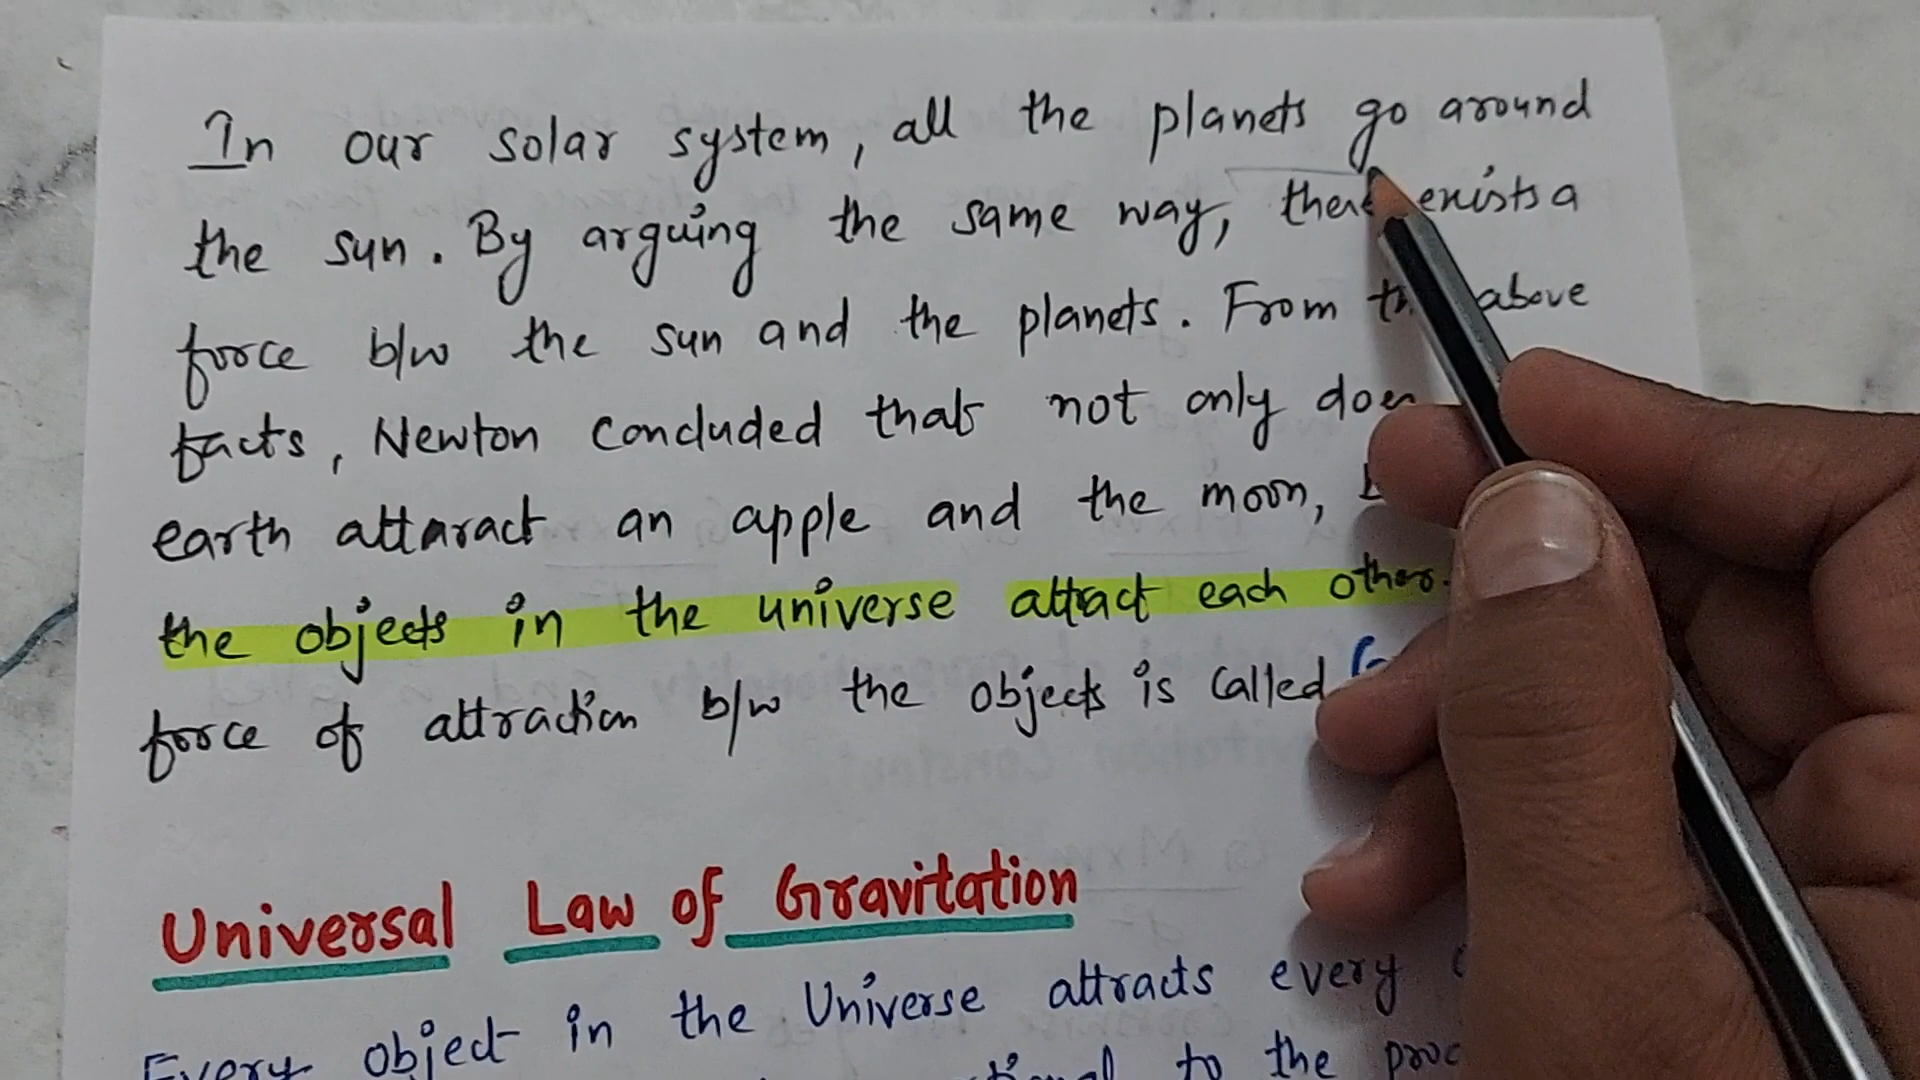 In our solar system, all the planets go around
the sun. By arguing the same way, there exists a
force b/w the sun and the planets. From above
facts, Newton concluded that not only does
earth attaract an apple and the moon,
the objects in the universe attract each other.
force of attraction b/w the objects is called
Universal Law of Gravitation
Every object in the Universe attracts every
to the